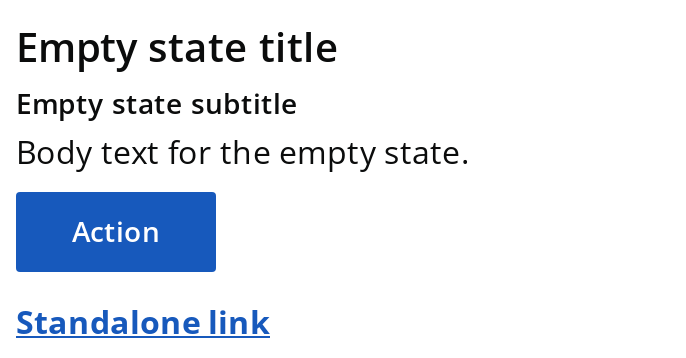 Empty state title
Empty state subtitle
Body text for the empty state.
Action
Standalone link